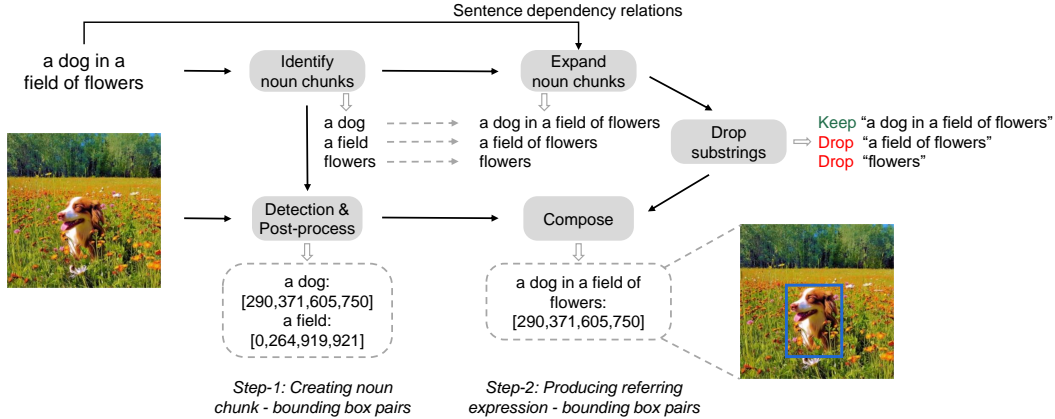 Sentence dependency relations
a dog in a
field of flowers
Identify
noun chunks
Expand
noun chunks
a dog
a field
flowers
a dog in a field of flowers
a field of flowers
flowers
Drop
substrings
Keep “a dog in a field of flowers”
Drop “a field of flowers”
Drop “flowers”
Detection &
Post-process
Compose
a dog:
[290,371,605,750]
a field:
[0,264,919,921]
a dog in a field of
flowers:
[290,371,605,750]
Step-1: Creating noun
chunk - bounding box pairs
Step-2: Producing referring
expression - bounding box pairs